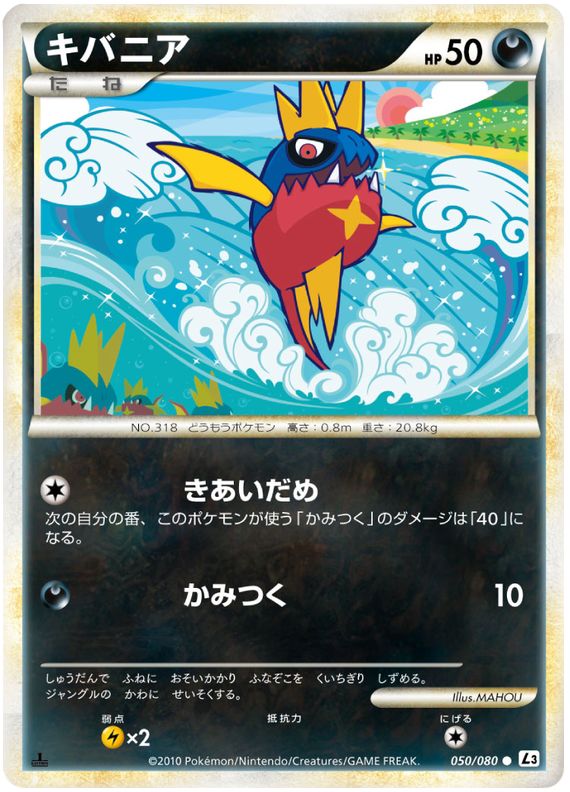 キバニア
HP50
たね
NO.318 どうもうポケモン 高さ:0.8m 重さ:20.8kg
きあいだめ
次の自分の番、このポケモンが使う「かみつく」のダメージは「40」に
なる。
かみつく 10
しゅうだんで ふねに おそいかかり ふなぞこを くいちぎり しずめる。
ジャングルの かわに せいそくする。
Illus.MAHOU
弱点 抵抗力 にげる
×2
050/080 L3
©2010 Pokémon/Nintendo/Creatures/GAME FREAK.